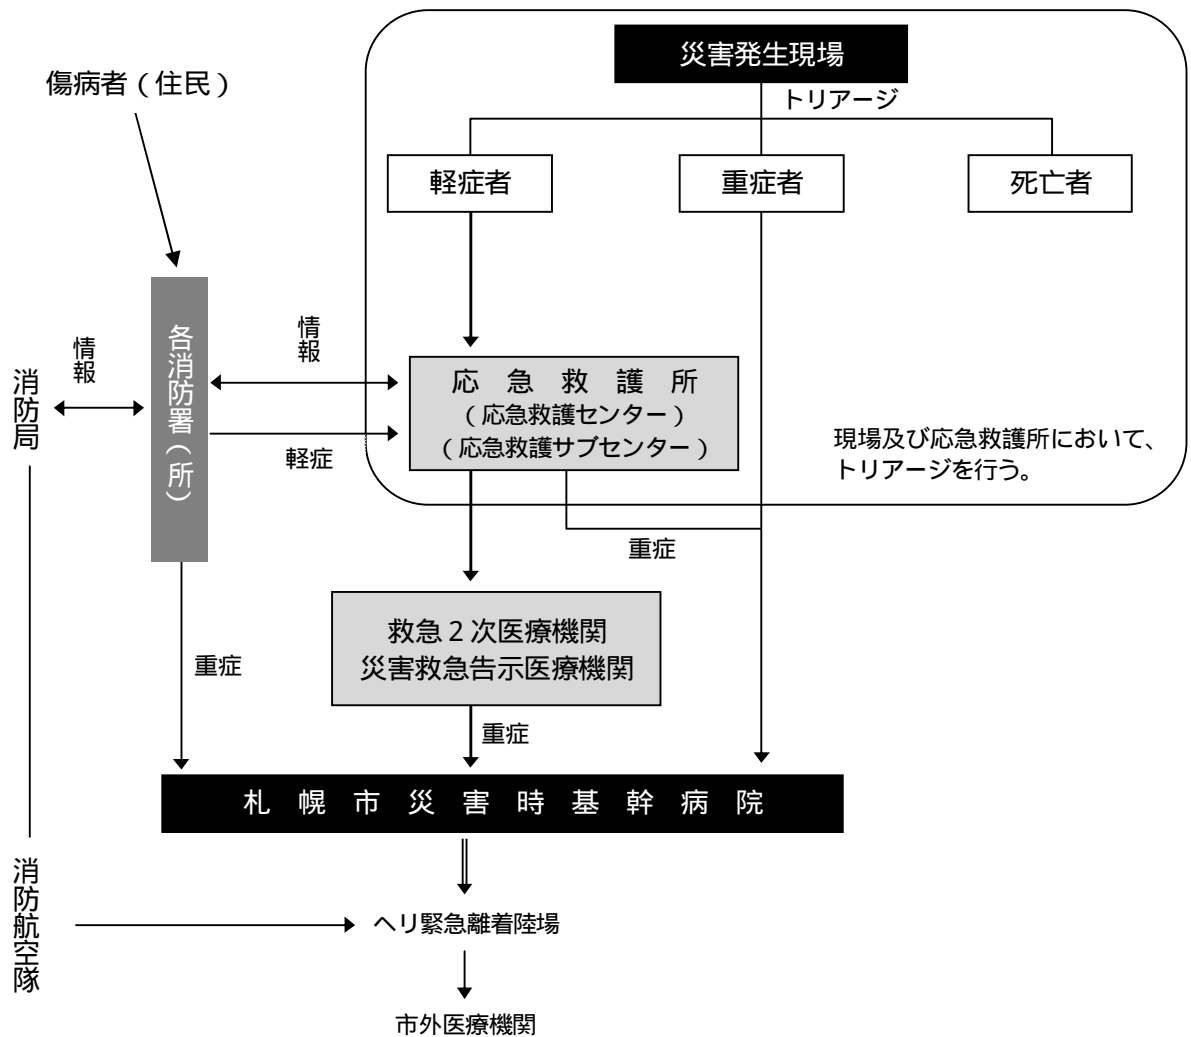 災害発生現場
トリアージ
傷病者(住民)
軽症者
重症者
死亡者
各消防署(所)
情報
情報
消防局
応急救護所
(応急救護センター)
(応急救護サブセンター)
軽症
現場及び応急救護所において、
トリアージを行う。
重症
救急2次医療機関
災害救急告示医療機関
重症
重症
札幌市災害時基幹病院
消防航空隊
ヘリ緊急離着陸場
市外医療機関